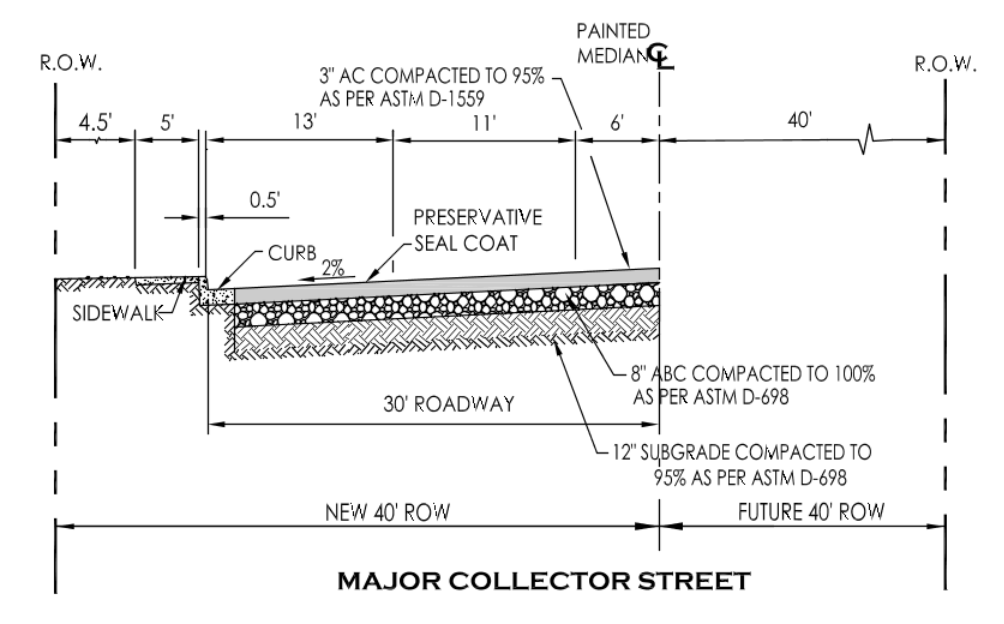 PAINTED
MEDIAN
CL
R.O.W.
R.O.W.
3" AC COMPACTED TO 95%
AS PER ASTM D-1559
4.5'
5'
13'
11'
6'
40'
0.5'
PRESERVATIVE
SEAL COAT
CURB
2%
SIDEWALK
8" ABC COMPACTED TO 100%
AS PER ASTM D-698
30' ROADWAY
12" SUBGRADE COMPACTED TO
95% AS PER ASTM D-698
NEW 40' ROW
FUTURE 40' ROW
MAJOR COLLECTOR STREET